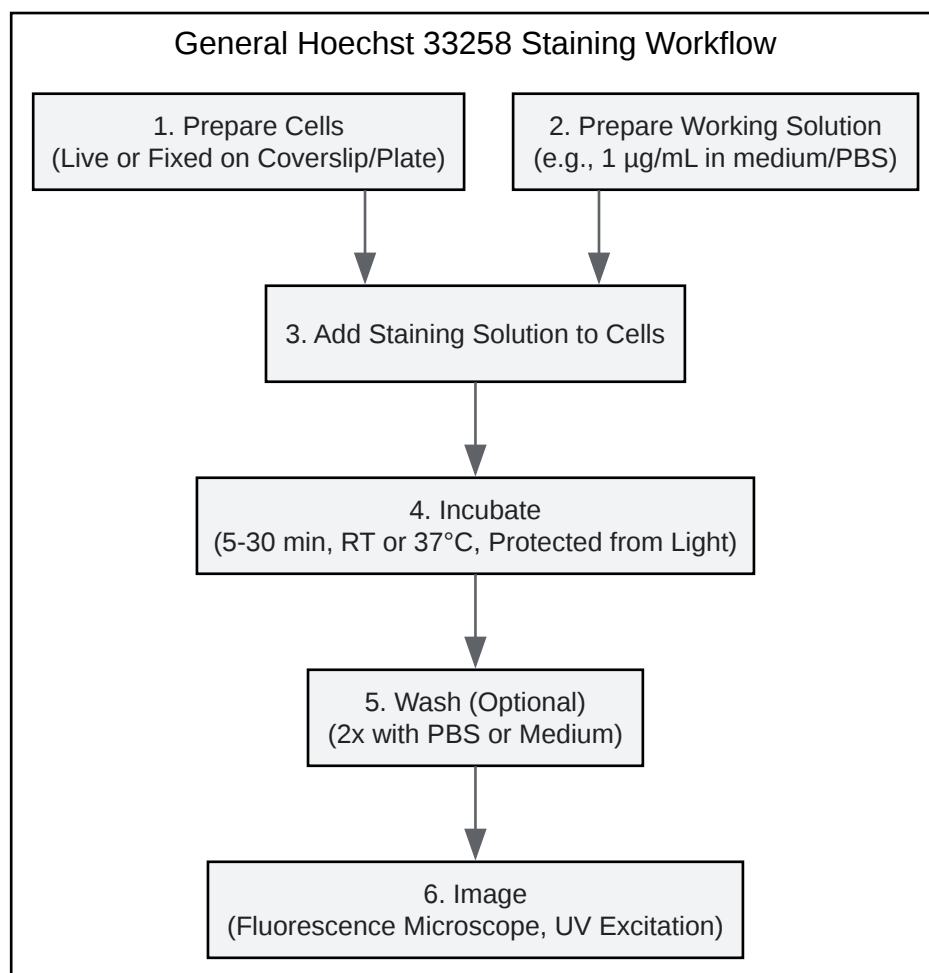 General Hoechst 33258 Staining Workflow
1. Prepare Cells
(Live or Fixed on Coverslip/Plate)
2. Prepare Working Solution
(e.g., 1 µg/mL in medium/PBS)
3. Add Staining Solution to Cells
4. Incubate
(5-30 min, RT or 37°C, Protected from Light)
5. Wash (Optional)
(2x with PBS or Medium)
6. Image
(Fluorescence Microscope, UV Excitation)